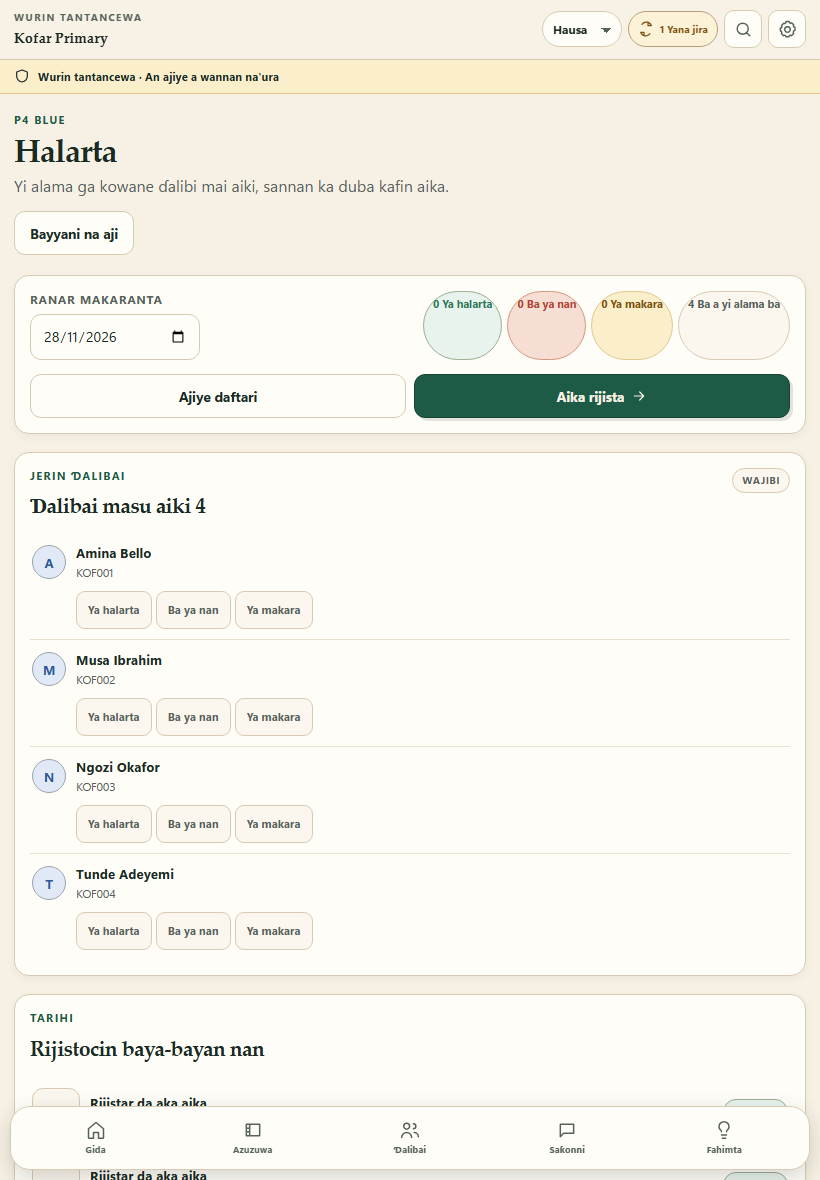 WURIN TANTANCEWA
Kofar Primary
Hausa
1 Yana jira
Wurin tantancewa · An ajiye a wannan na'ura
P4 BLUE
Halarta
Yi alama ga kowane ɗalibi mai aiki, sannan ka duba kafin aika.
Bayyani na aji
RANAR MAKARANTA
28/11/2026
0 Ya halarta
0 Ba ya nan
0 Ya makara
4 Ba a yi alama ba
Ajiye daftari
Aika rijista
JERIN ƊALIBAI
Ɗalibai masu aiki 4
WAJIBI
A
Amina Bello
KOF001
Ya halarta
Ba ya nan
Ya makara
M
Musa Ibrahim
KOF002
Ya halarta
Ba ya nan
Ya makara
N
Ngozi Okafor
KOF003
Ya halarta
Ba ya nan
Ya makara
T
Tunde Adeyemi
KOF004
Ya halarta
Ba ya nan
Ya makara
TARIHI
Rijistocin baya-bayan nan
Rijistar da aka aika
Gida
Azuzuwa
Ɗalibai
Saƙonni
Fahimta
Rijistar da aka aika